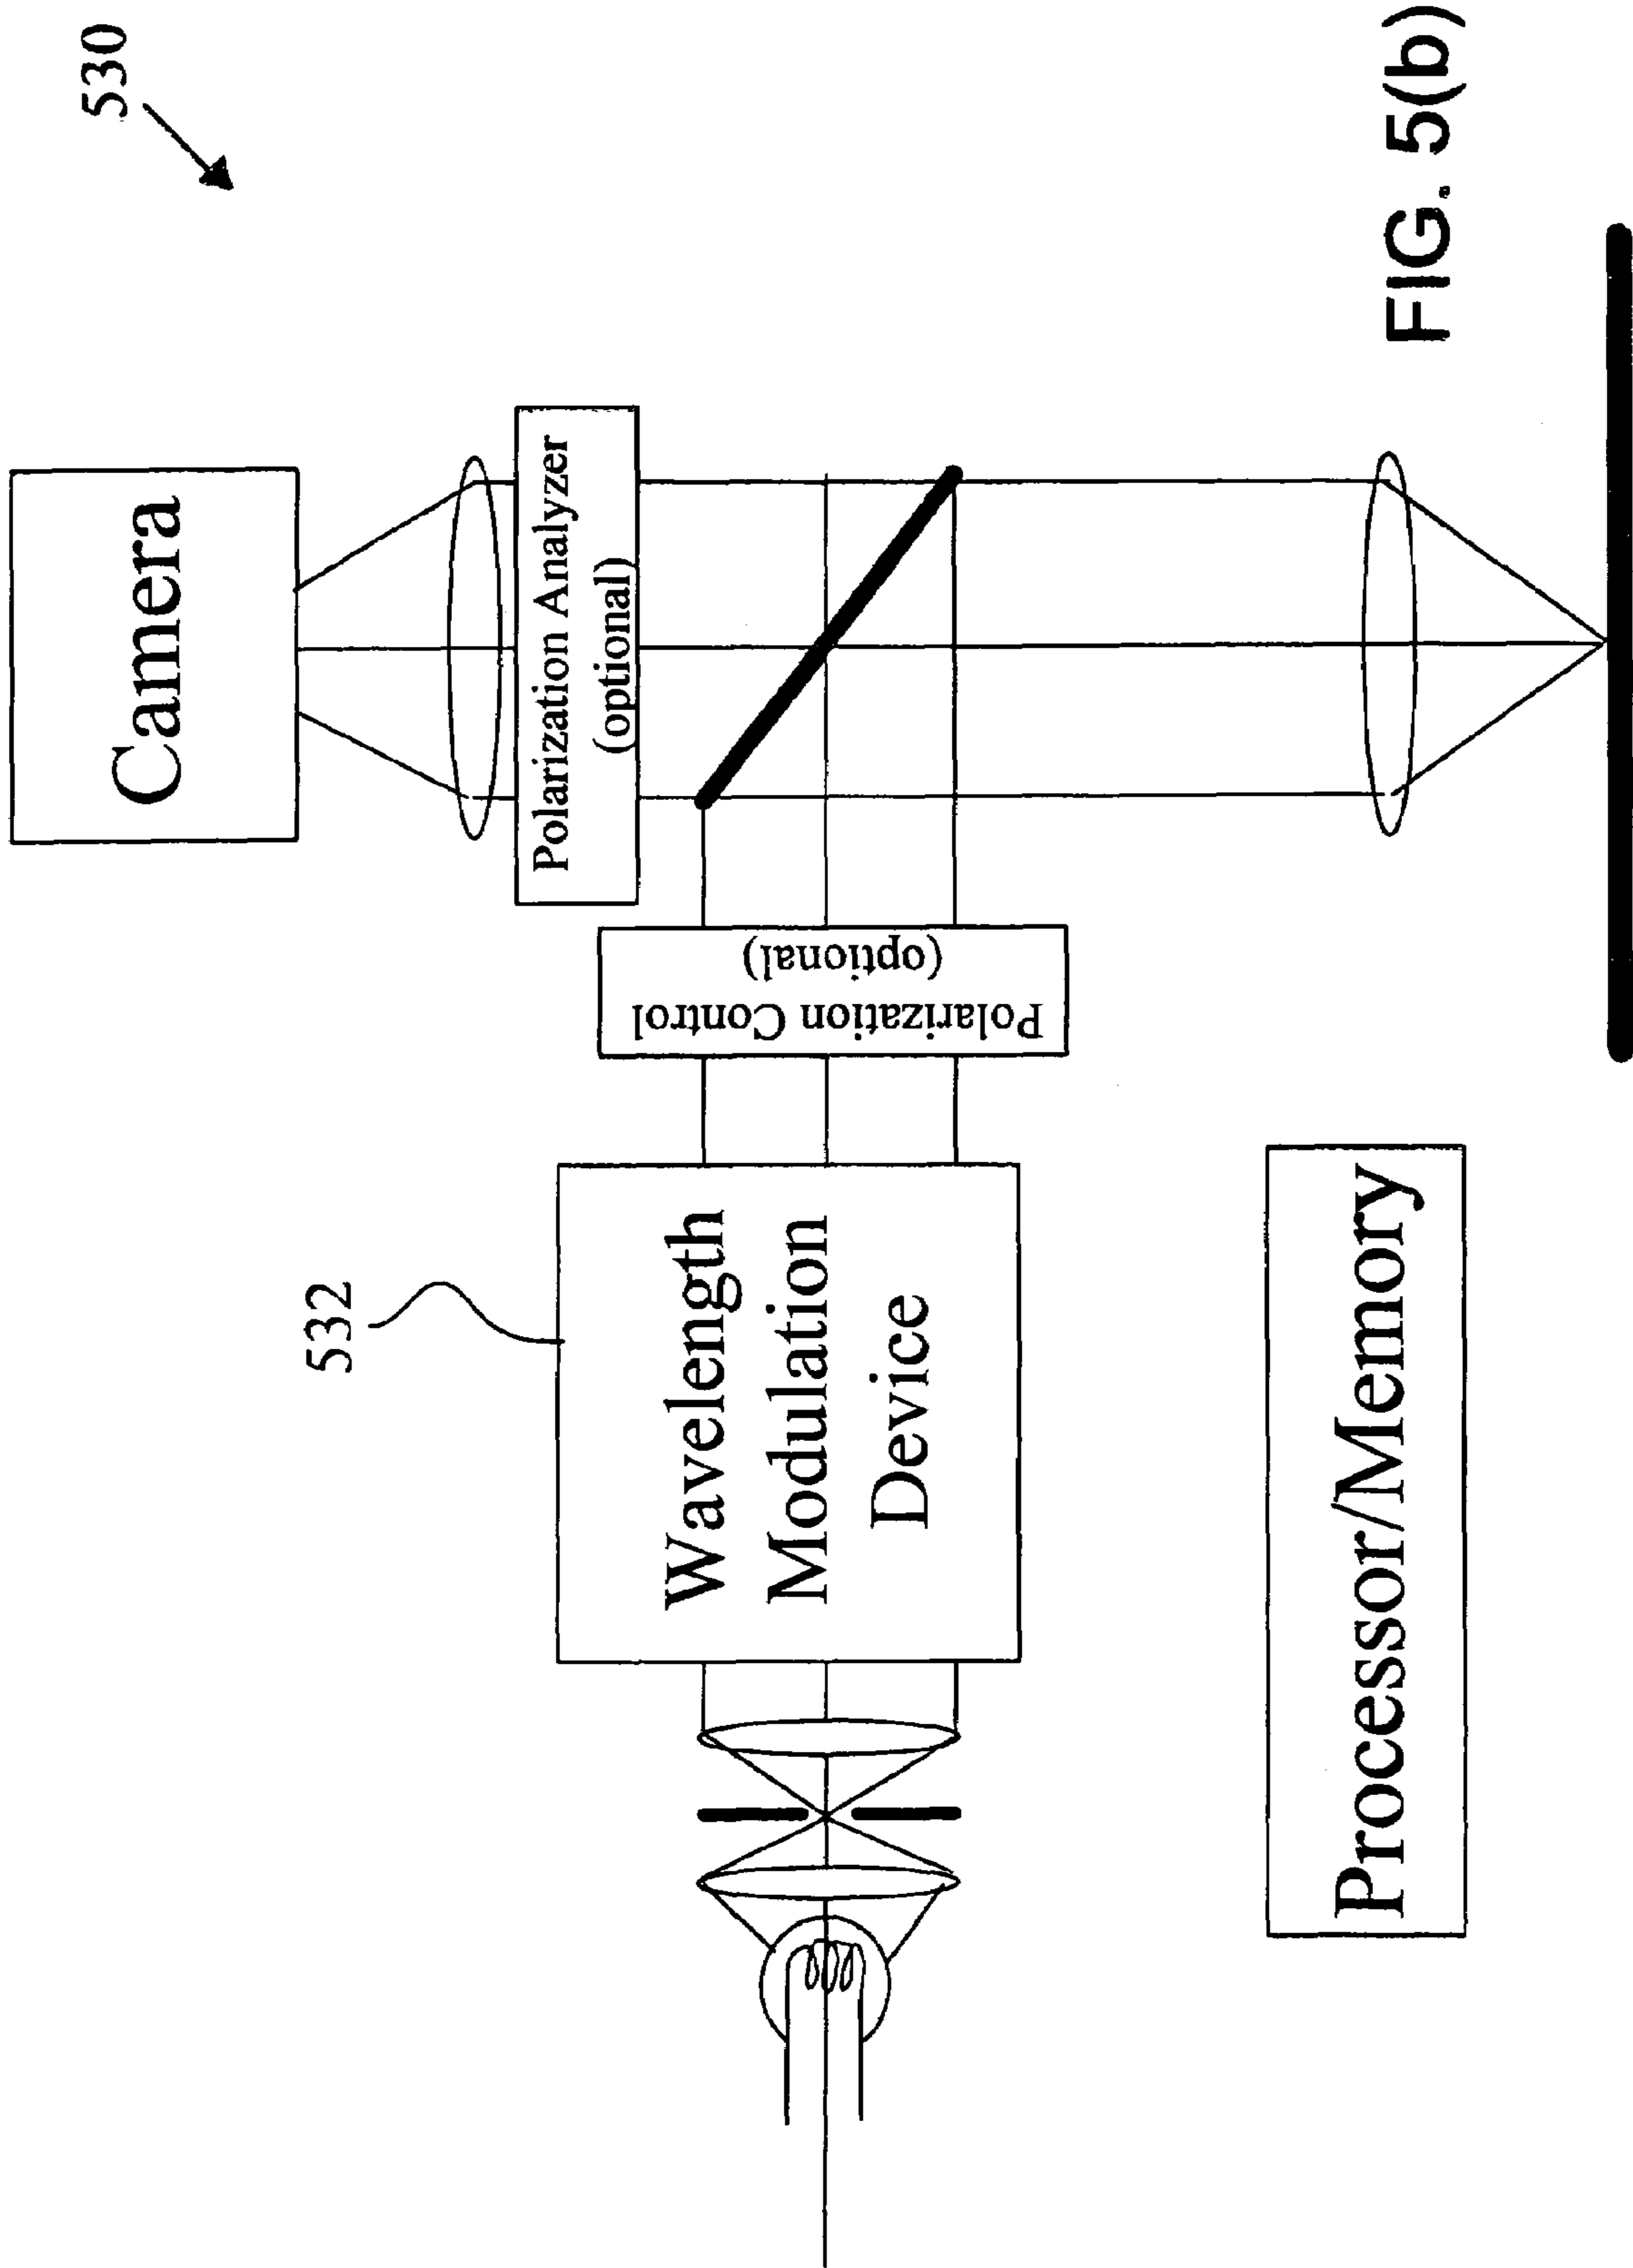 530
Camera
Polarization Analyzer
(optional)
Polarization Control
(optional)
532
Wavelength
Modulation
Device
Processor/Memory
FIG. 5(b)